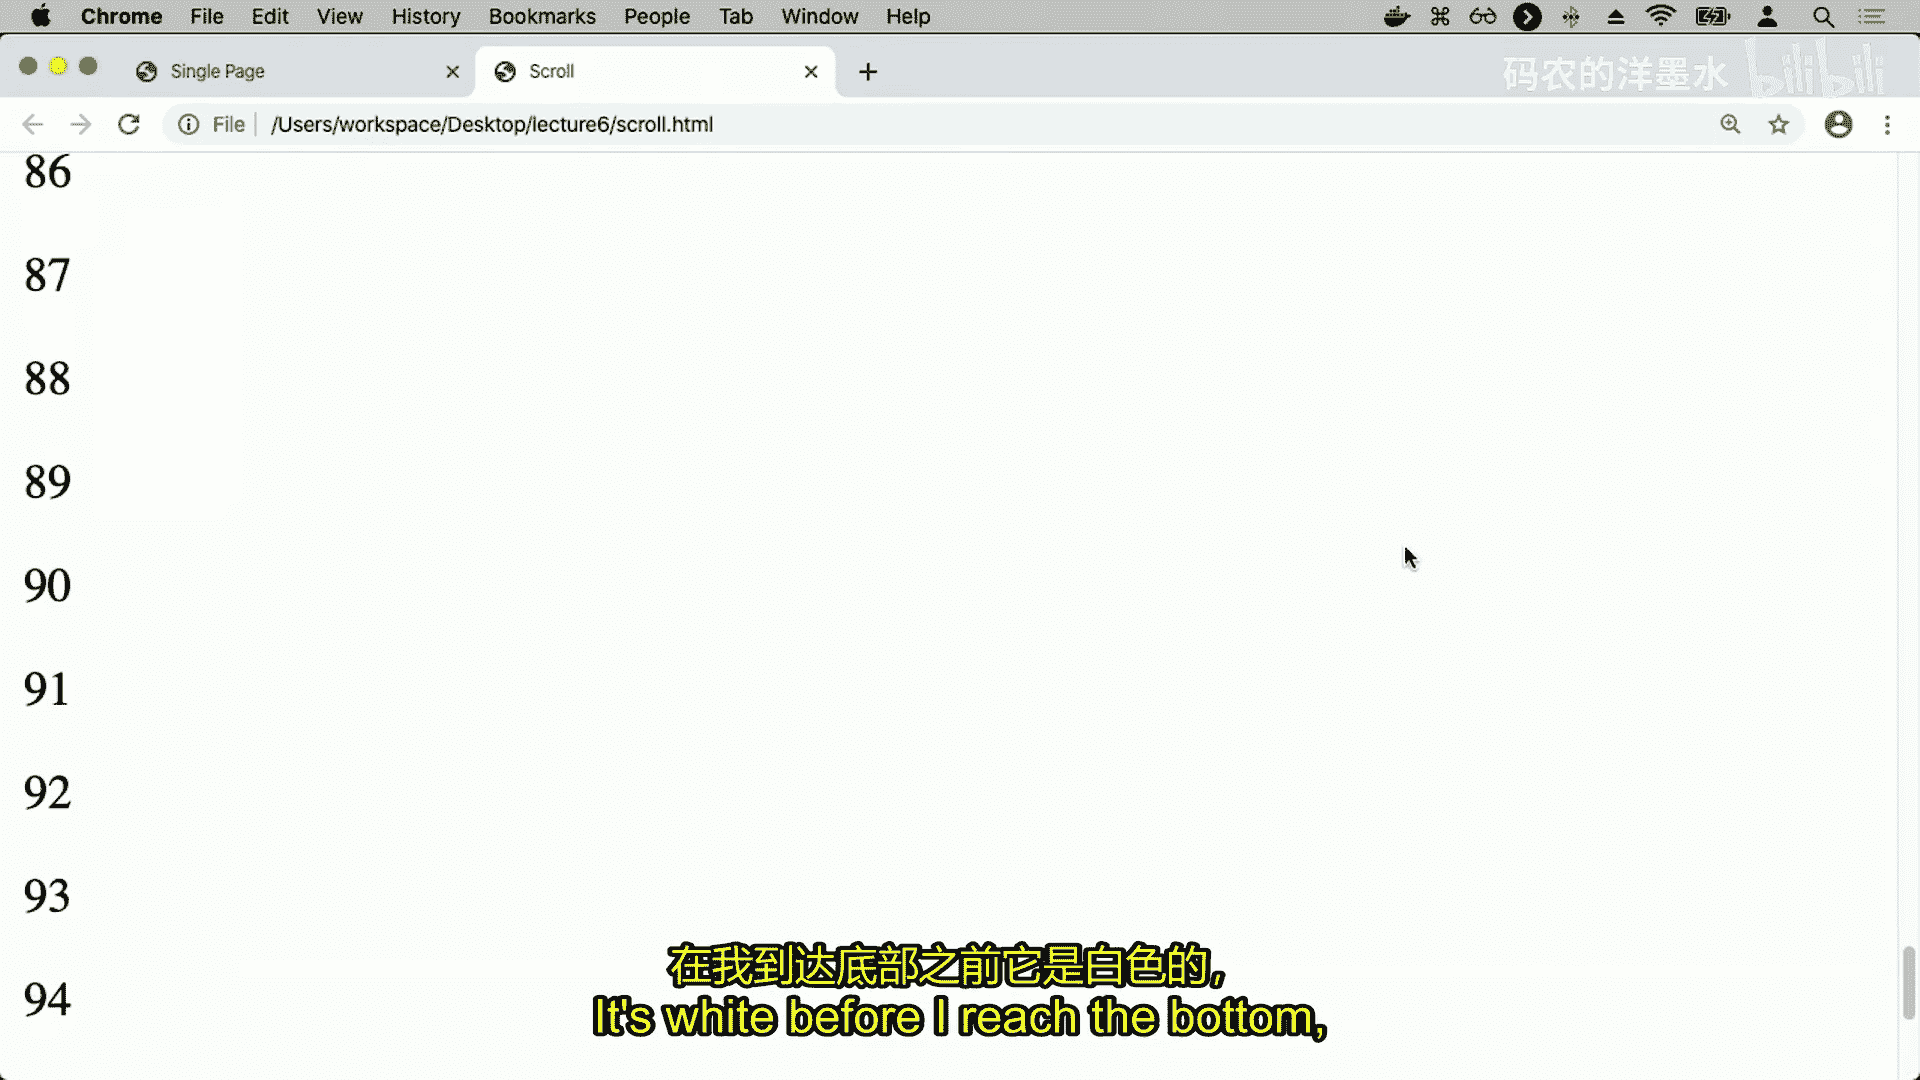 Chrome File Edit View History Bookmarks People Tab Window Help
Single Page
Scroll
码农的洋墨水 bilibili
File /Users/workspace/Desktop/lecture6/scroll.html
86
87
88
89
90
91
92
93
94
在我到达底部之前它是白色的,
It's white before I reach the bottom,